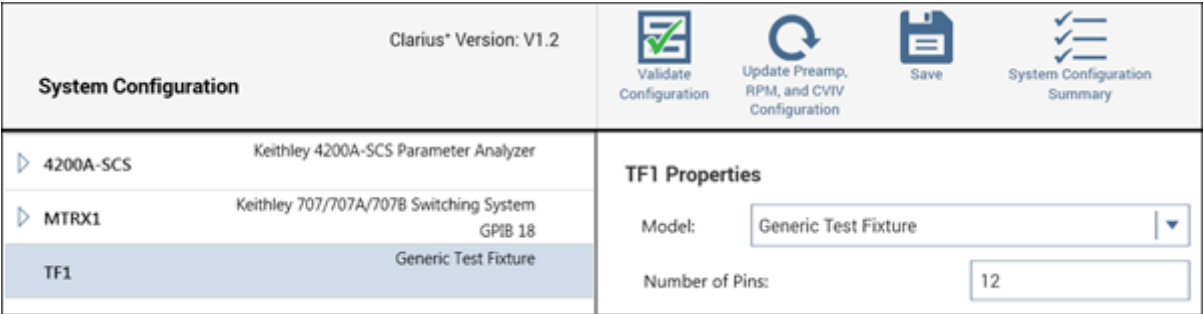 Clarius⁺ Version: V1.2
System Configuration
Validate
Configuration
Update Preamp,
RPM, and CVIV
Configuration
Save
System Configuration
Summary
4200A-SCS
Keithley 4200A-SCS Parameter Analyzer
MTRX1
Keithley 707/707A/707B Switching System
GPIB 18
TF1
Generic Test Fixture
TF1 Properties
Model:
Generic Test Fixture
Number of Pins:
12